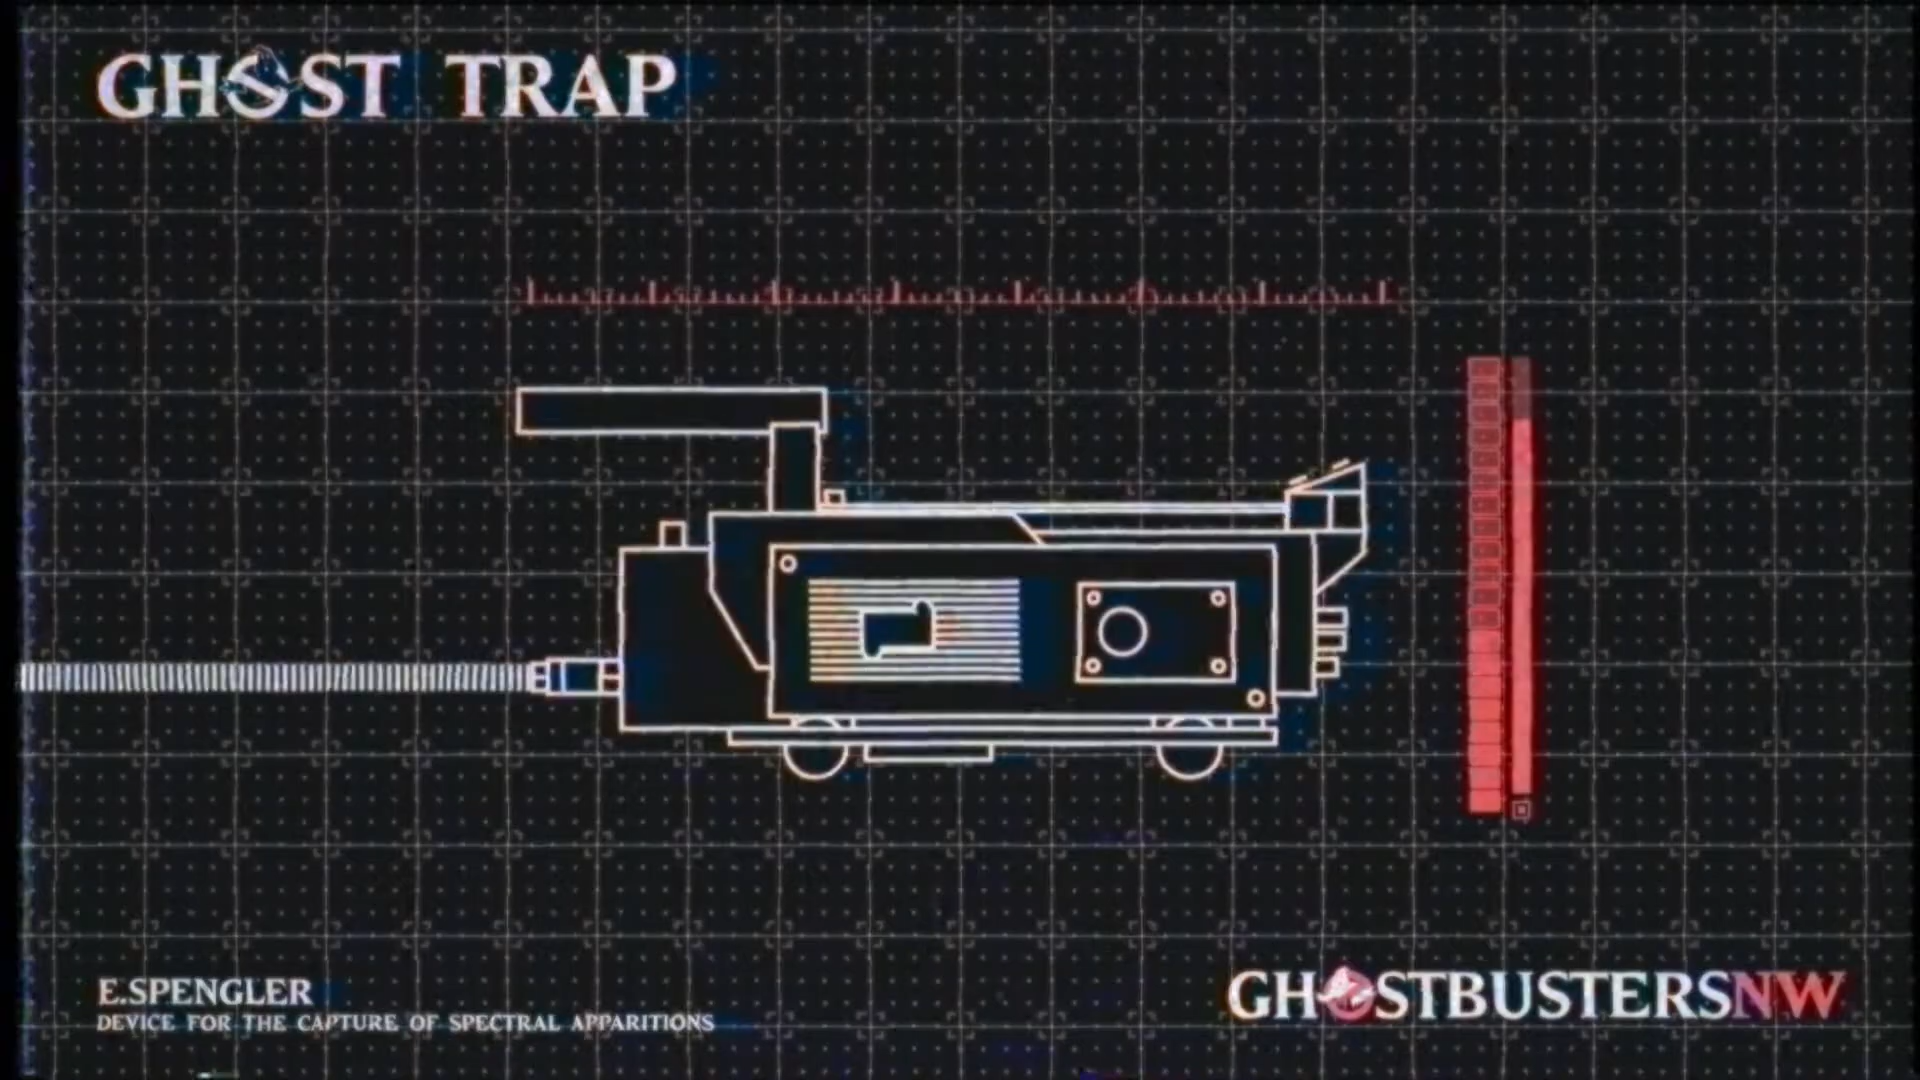 GHOST TRAP
E.SPENGLER
DEVICE FOR THE CAPTURE OF SPECTRAL APPARITIONS
GHOSTBUSTERSNW